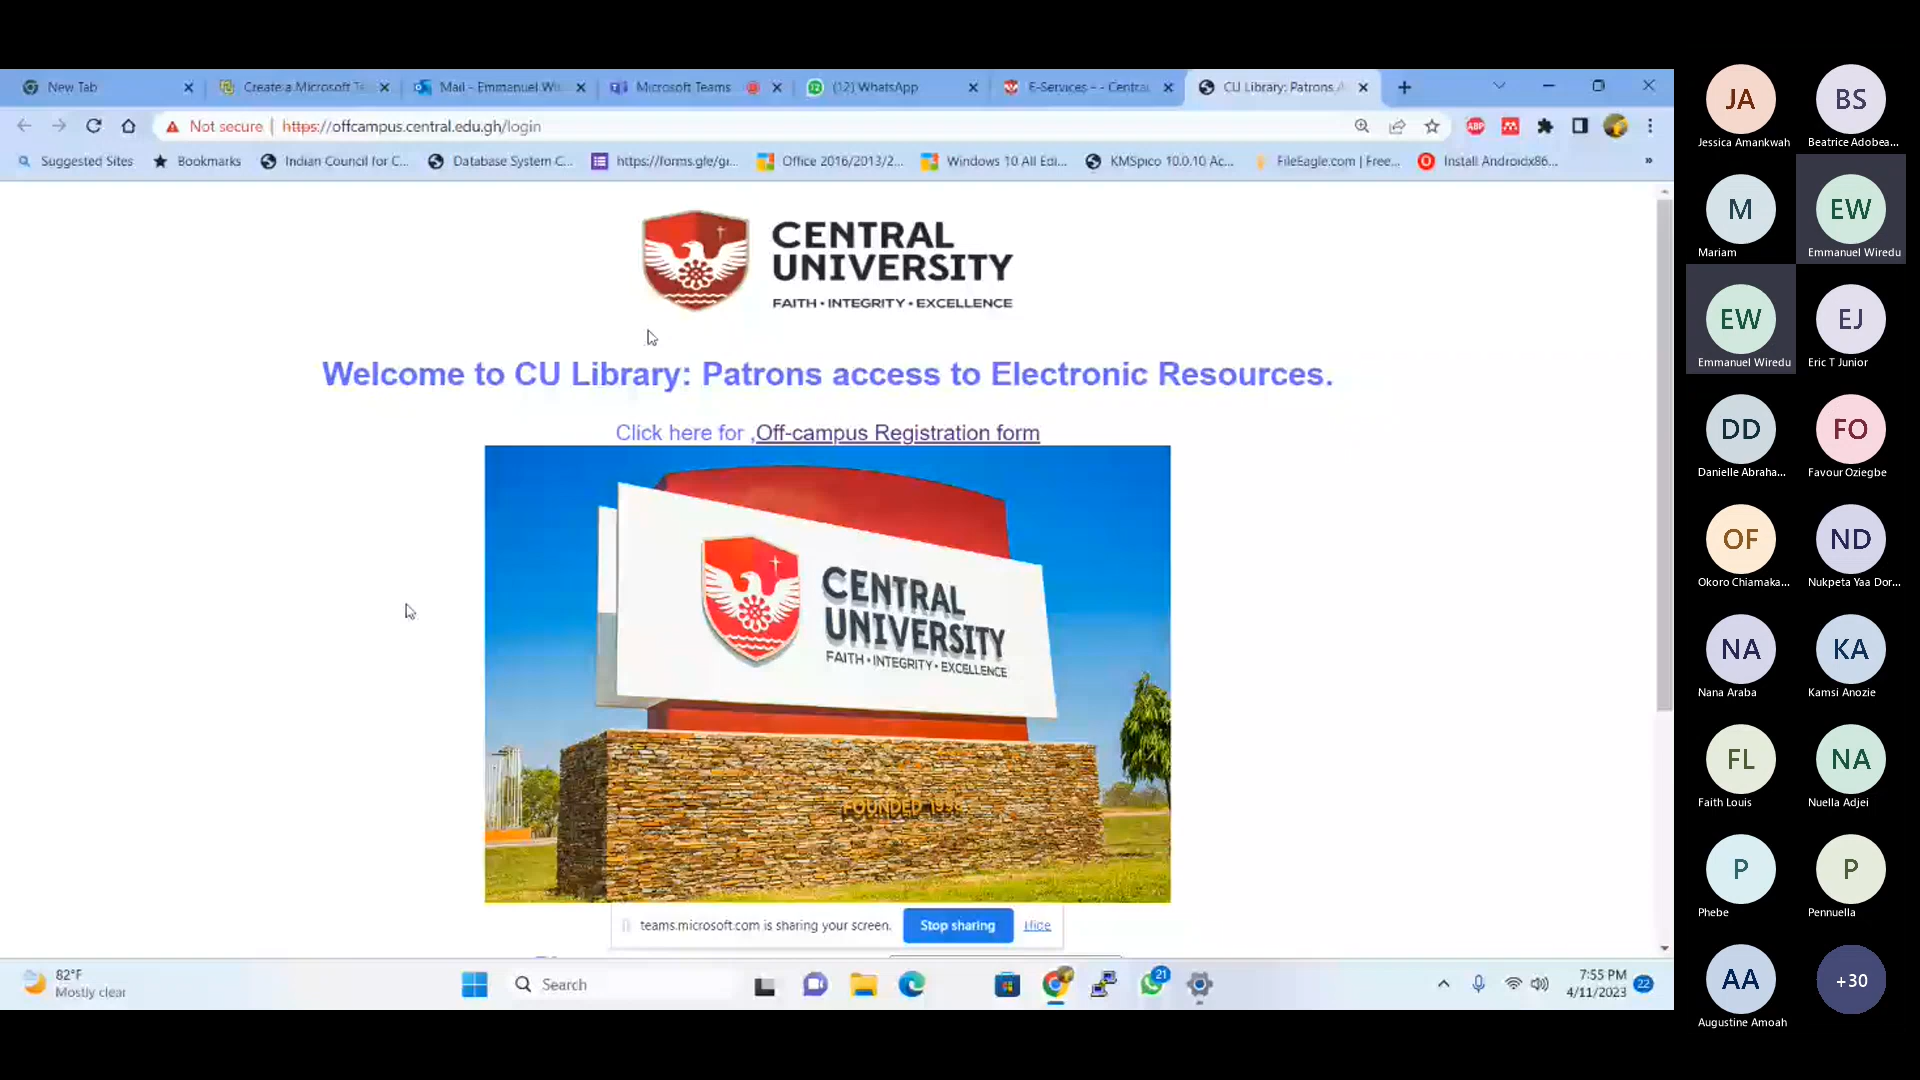 New Tab
Create a Microsoft Te
Mail - Emmanuel Wi
Microsoft Teams
(12) WhatsApp
E-Services – - Central
CU Library: Patrons A
Not secure | https://offcampus.central.edu.gh/login
Suggested Sites
Bookmarks
Indian Council for C...
Database System C...
https://forms.gle/gr...
Office 2016/2013/2...
Windows 10 All Edi...
KMSpico 10.0.10 Ac...
FileEagle.com | Free...
Install Androidx86...
»
ABP
CENTRAL
UNIVERSITY
FAITH • INTEGRITY • EXCELLENCE
Welcome to CU Library: Patrons access to Electronic Resources.
Click here for ,Off-campus Registration form
CENTRAL
UNIVERSITY
FAITH • INTEGRITY • EXCELLENCE
FOUNDED
teams.microsoft.com is sharing your screen.
Stop sharing
Hide
82°F
Mostly clear
Search
21
7:55 PM
4/11/2023
22
JA
Jessica Amankwah
BS
Beatrice Adobea...
M
Mariam
EW
Emmanuel Wiredu
EW
Emmanuel Wiredu
EJ
Eric T Junior
DD
Danielle Abraha...
FO
Favour Oziegbe
OF
Okoro Chiamaka...
ND
Nukpeta Yaa Dor...
NA
Nana Araba
KA
Kamsi Anozie
FL
Faith Louis
NA
Nuella Adjei
P
Phebe
P
Pennuella
AA
Augustine Amoah
+30